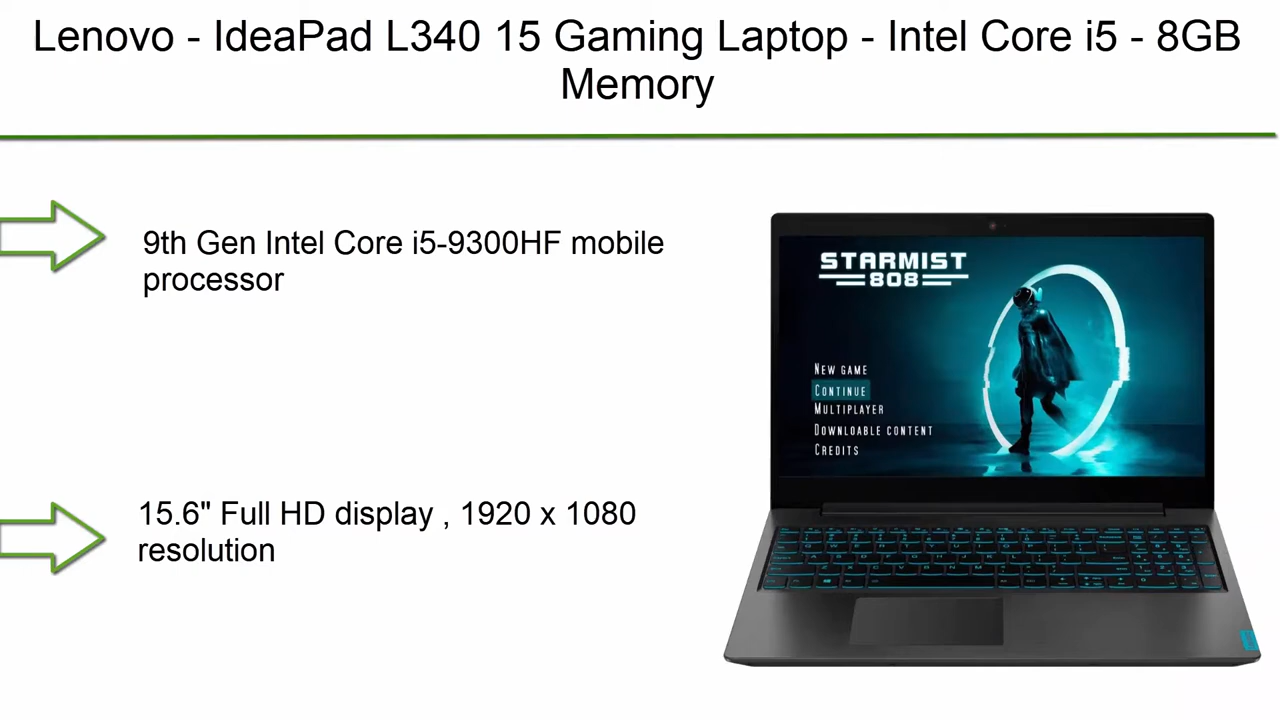 Lenovo - IdeaPad L340 15 Gaming Laptop - Intel Core i5 - 8GB
Memory
9th Gen Intel Core i5-9300HF mobile
processor
15.6" Full HD display , 1920 x 1080
resolution
STARMIST
808
NEW GAME
CONTINUE
MULTIPLAYER
DOWNLOABLE CONTENT
CREDITS